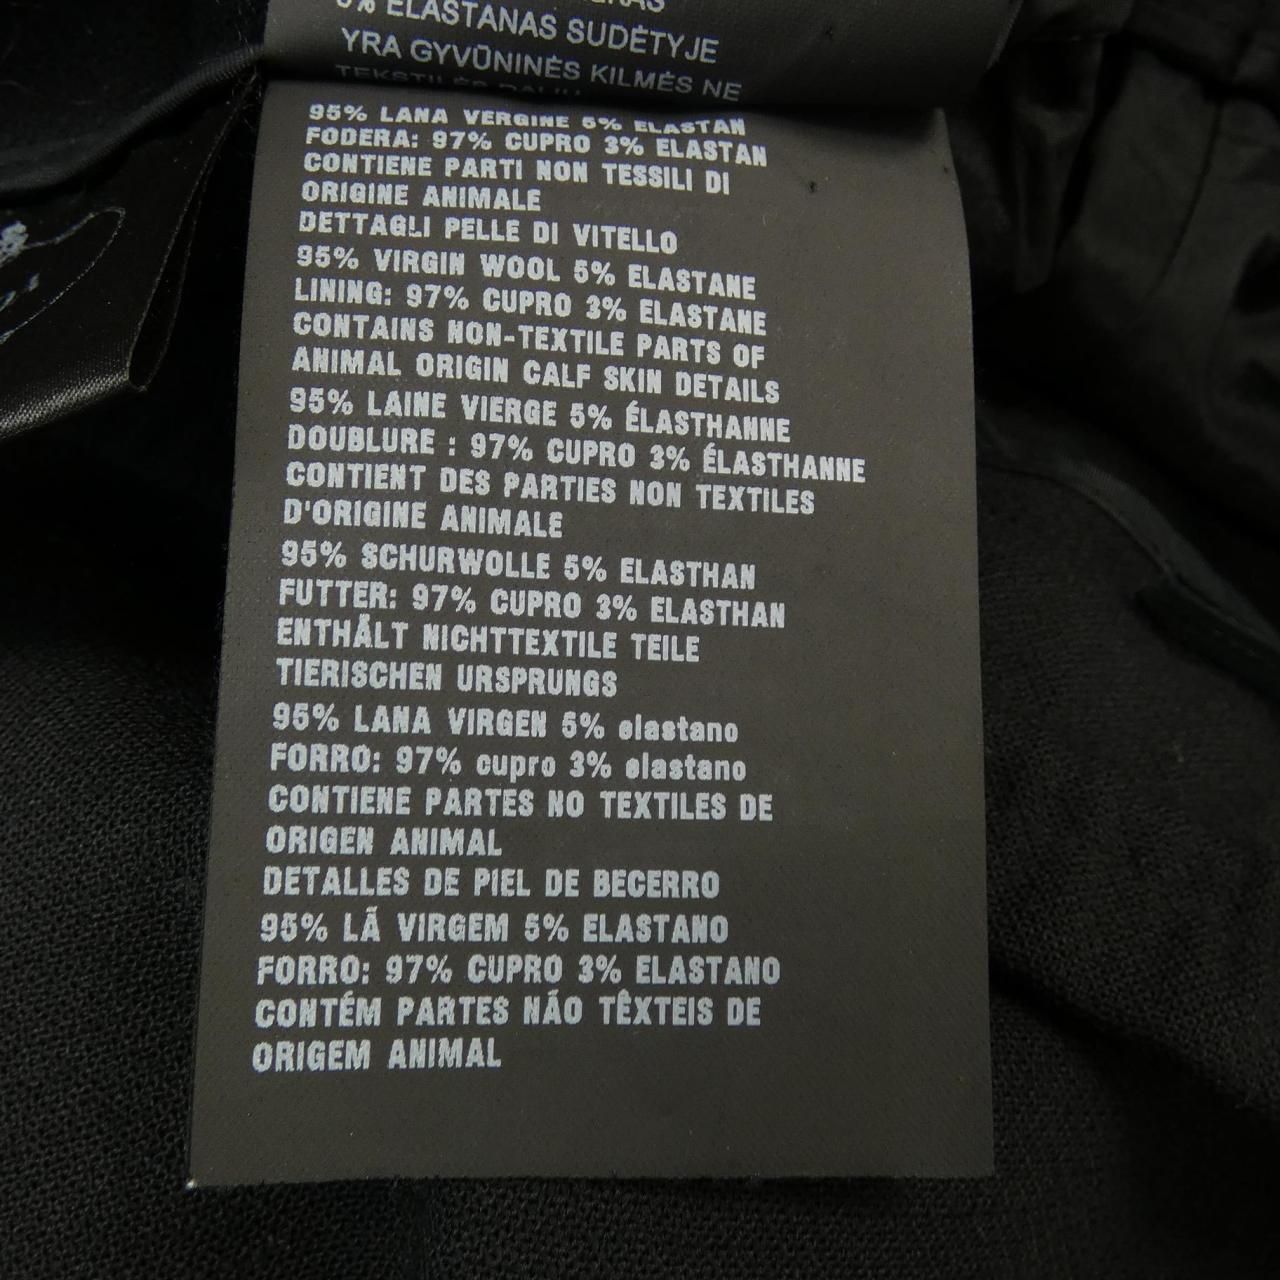 5% ELASTANAS SUDĖTYJE
YRA GYVŪNINĖS KILMĖS NE
95% LANA VERGINE 5% ELASTAN
FODERA: 97% CUPRO 3% ELASTAN
CONTIENE PARTI NON TESSILI DI
ORIGINE ANIMALE
DETTAGLI PELLE DI VITELLO
95% VIRGIN WOOL 5% ELASTANE
LINING: 97% CUPRO 3% ELASTANE
CONTAINS NON-TEXTILE PARTS OF
ANIMAL ORIGIN CALF SKIN DETAILS
95% LAINE VIERGE 5% ÉLASTHANNE
DOUBLURE : 97% CUPRO 3% ÉLASTHANNE
CONTIENT DES PARTIES NON TEXTILES
D'ORIGINE ANIMALE
95% SCHURWOLLE 5% ELASTHAN
FUTTER: 97% CUPRO 3% ELASTHAN
ENTHÄLT NICHTTEXTILE TEILE
TIERISCHEN URSPRUNGS
95% LANA VIRGEN 5% elastano
FORRO: 97% cupro 3% elastano
CONTIENE PARTES NO TEXTILES DE
ORIGEN ANIMAL
DETALLES DE PIEL DE BECERRO
95% LÃ VIRGEM 5% ELASTANO
FORRO: 97% CUPRO 3% ELASTANO
CONTÉM PARTES NÃO TÊXTEIS DE
ORIGEM ANIMAL